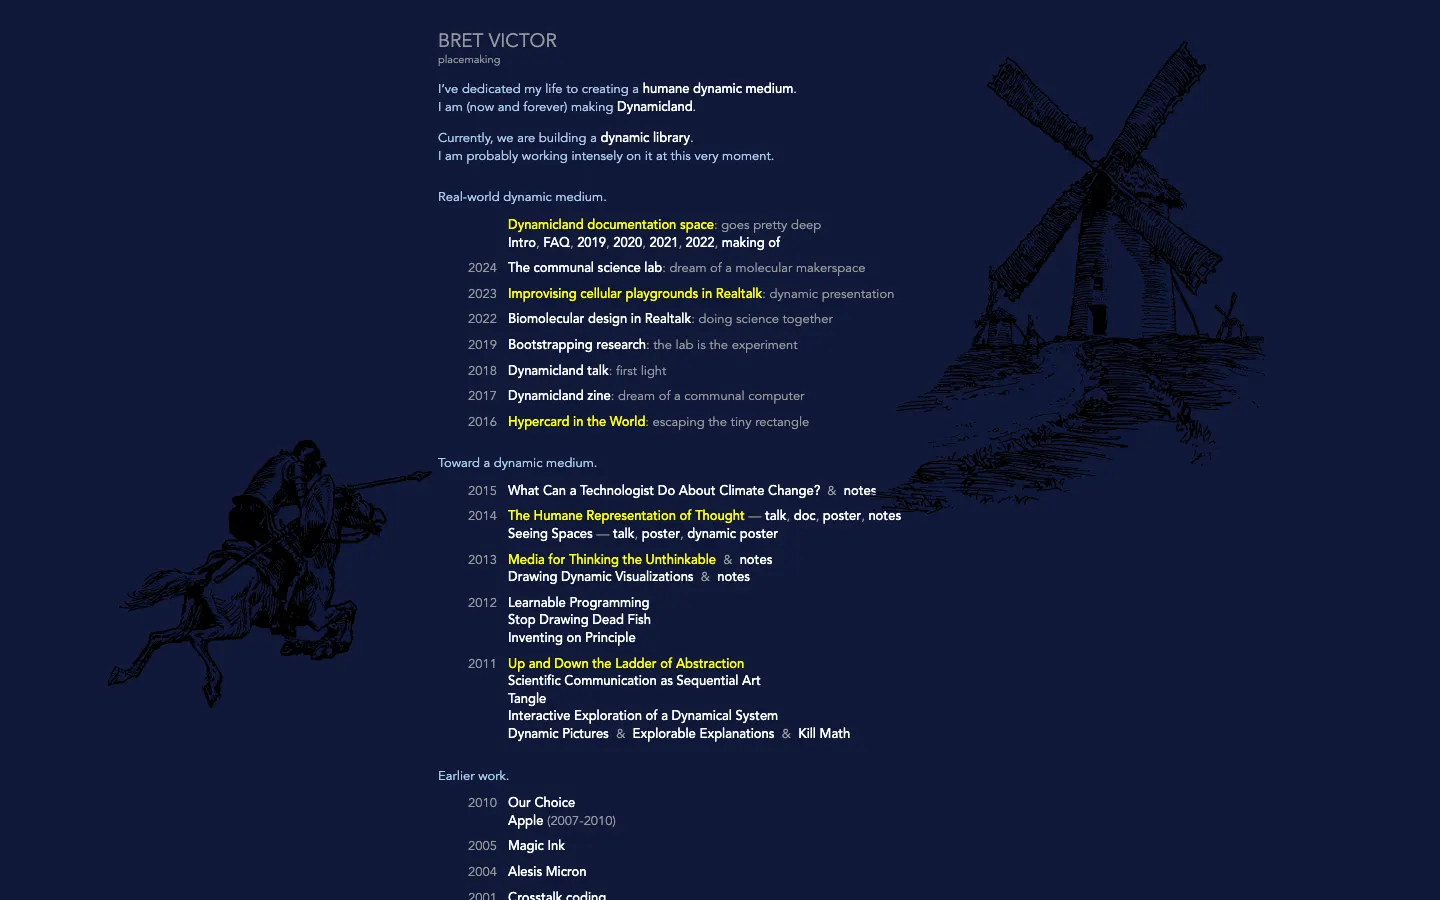 BRET VICTOR
placemaking
I've dedicated my life to creating a humane dynamic medium.
I am (now and forever) making Dynamicland.
Currently, we are building a dynamic library.
I am probably working intensely on it at this very moment.
Real-world dynamic medium.
Dynamicland documentation space: goes pretty deep
Intro, FAQ, 2019, 2020, 2021, 2022, making of
2024 The communal science lab: dream of a molecular makerspace
2023 Improvising cellular playgrounds in Realtalk: dynamic presentation
2022 Biomolecular design in Realtalk: doing science together
2019 Bootstrapping research: the lab is the experiment
2018 Dynamicland talk: first light
2017 Dynamicland zine: dream of a communal computer
2016 Hypercard in the World: escaping the tiny rectangle
Toward a dynamic medium.
2015 What Can a Technologist Do About Climate Change? & notes
2014 The Humane Representation of Thought — talk, doc, poster, notes
Seeing Spaces — talk, poster, dynamic poster
2013 Media for Thinking the Unthinkable & notes
Drawing Dynamic Visualizations & notes
2012 Learnable Programming
Stop Drawing Dead Fish
Inventing on Principle
2011 Up and Down the Ladder of Abstraction
Scientific Communication as Sequential Art
Tangle
Interactive Exploration of a Dynamical System
Dynamic Pictures & Explorable Explanations & Kill Math
Earlier work.
2010 Our Choice
Apple (2007-2010)
2005 Magic Ink
2004 Alesis Micron
2001 Crosstalk coding